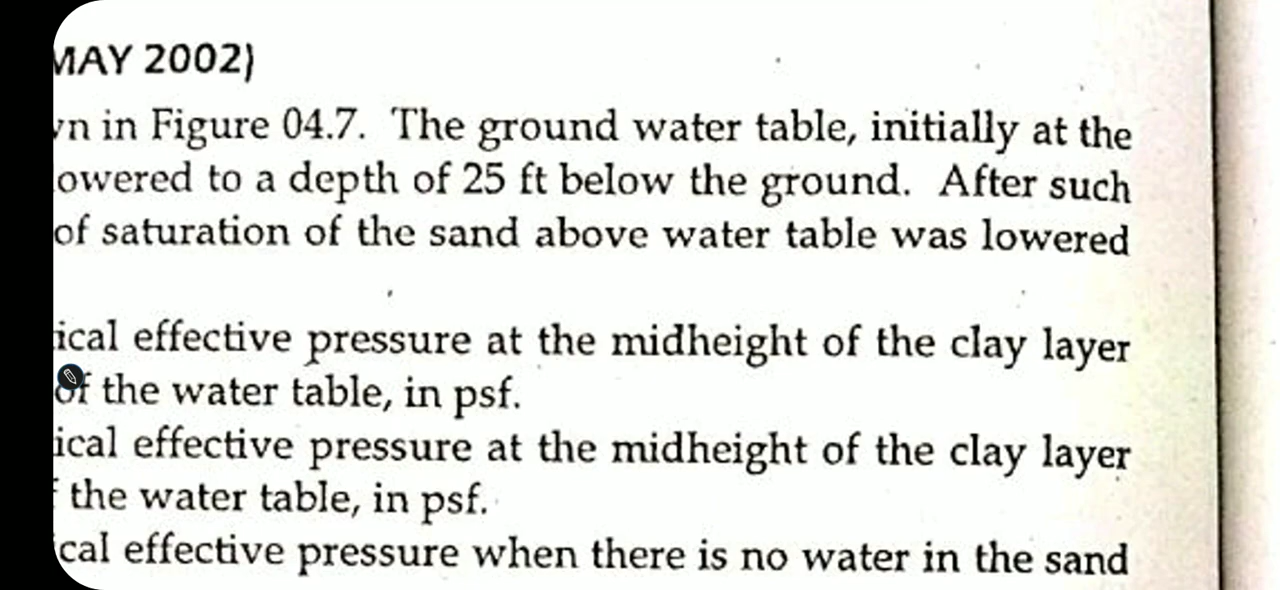 MAY 2002)
in Figure 04.7. The ground water table, initially at the
owered to a depth of 25 ft below the ground. After such
of saturation of the sand above water table was lowered
ical effective pressure at the midheight of the clay layer
of the water table, in psf.
ical effective pressure at the midheight of the clay layer
the water table, in psf.
cal effective pressure when there is no water in the sand